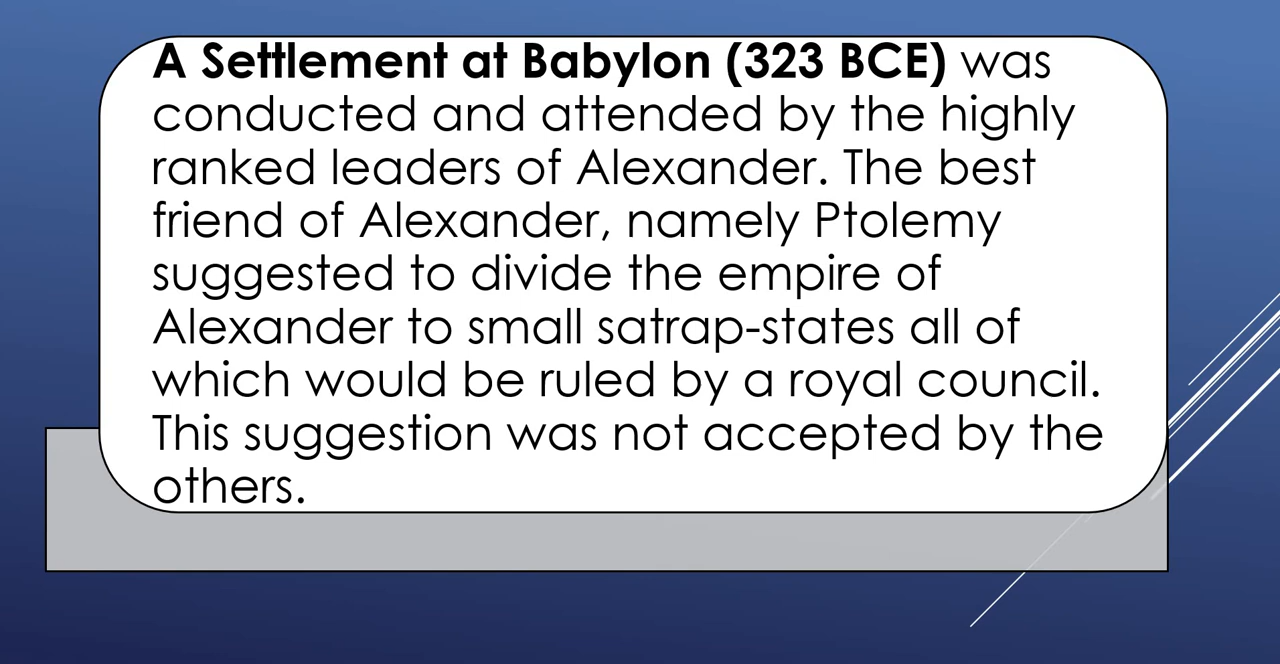 A Settlement at Babylon (323 BCE) was
conducted and attended by the highly
ranked leaders of Alexander. The best
friend of Alexander, namely Ptolemy
suggested to divide the empire of
Alexander to small satrap-states all of
which would be ruled by a royal council.
This suggestion was not accepted by the
others.